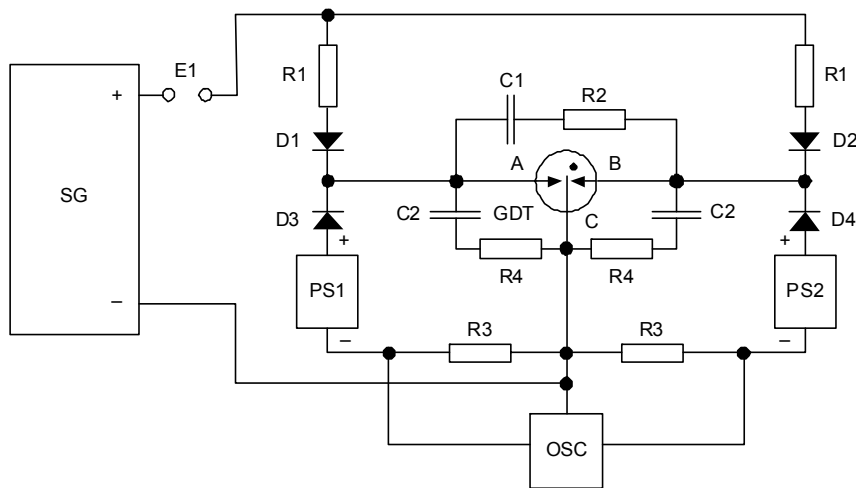 E1
R1
C1
R2
R1
+
D1
A
B
D2
SG
C2
GDT
C
C2
D3
+
R4
R4
+
D4
PS1
PS2
–
–
R3
R3
–
OSC